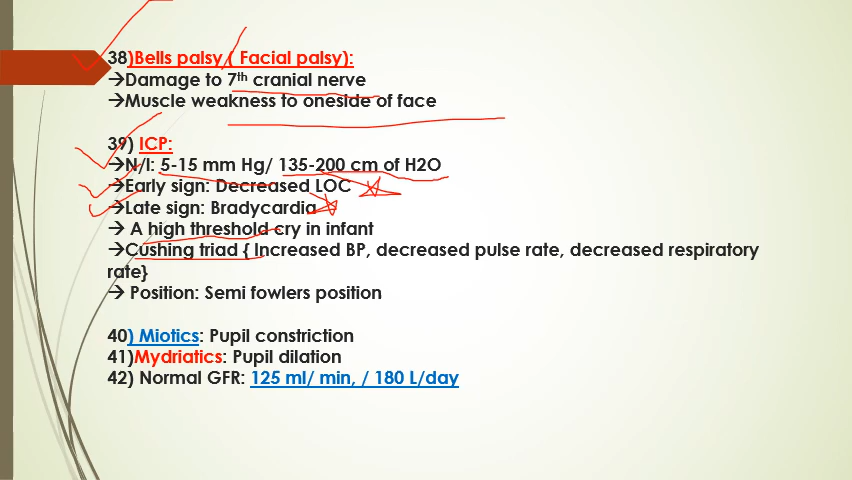 38)Bells palsy ( Facial palsy):
→Damage to 7th cranial nerve
→Muscle weakness to oneside of face
39) ICP:
→N/I: 5-15 mm Hg/ 135-200 cm of H2O
→Early sign: Decreased LOC
→Late sign: Bradycardia
→ A high threshold cry in infant
→Cushing triad { Increased BP, decreased pulse rate, decreased respiratory
rate}
→ Position: Semi fowlers position
40) Miotics: Pupil constriction
41)Mydriatics: Pupil dilation
42) Normal GFR: 125 ml/ min, / 180 L/day